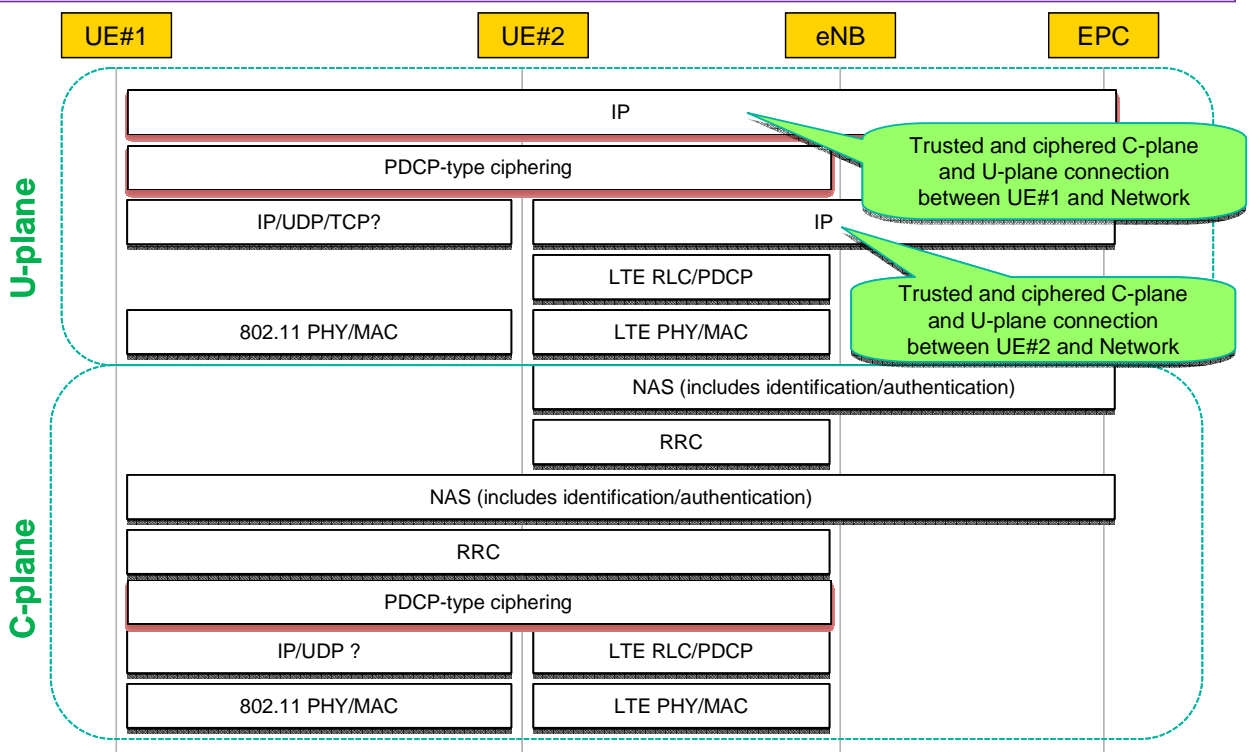 UE#1
UE#2
eNB
EPC
U-plane
IP
Trusted and ciphered C-plane
and U-plane connection
between UE#1 and Network
PDCP-type ciphering
IP/UDP/TCP?
IP
LTE RLC/PDCP
Trusted and ciphered C-plane
and U-plane connection
between UE#2 and Network
802.11 PHY/MAC
LTE PHY/MAC
C-plane
NAS (includes identification/authentication)
RRC
NAS (includes identification/authentication)
RRC
PDCP-type ciphering
IP/UDP ?
LTE RLC/PDCP
802.11 PHY/MAC
LTE PHY/MAC